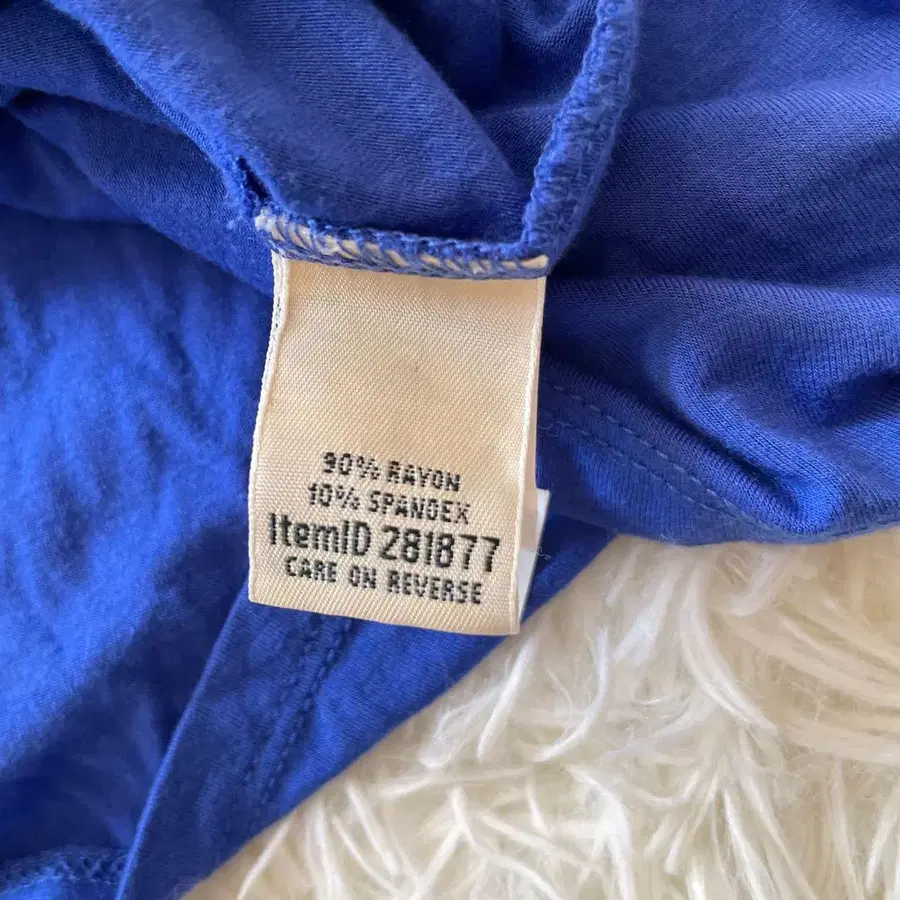 90% RAYON
10% SPANDEX
ItemID 281877
CARE ON REVERSE